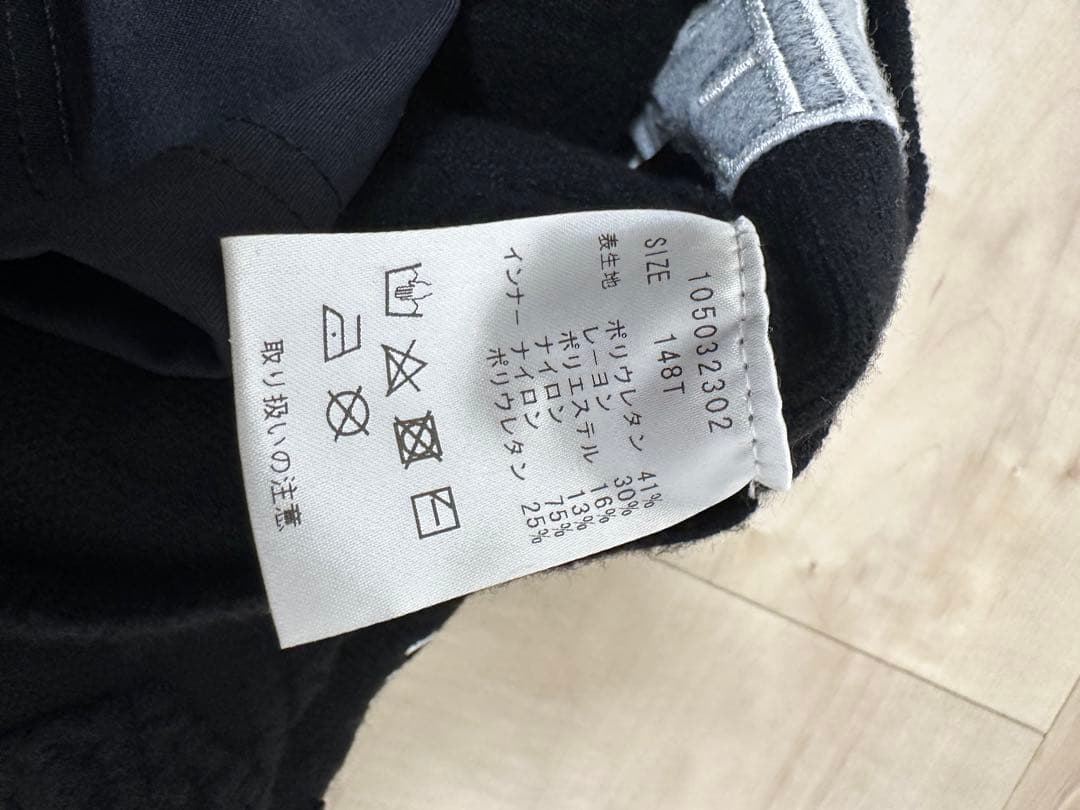 105032302
SIZE 148T
表生地 ポリウレタン 41%
レーヨン 30%
ポリエステル 16%
ナイロン 13%
インナー ナイロン 75%
ポリウレタン 25%
取り扱いの注意